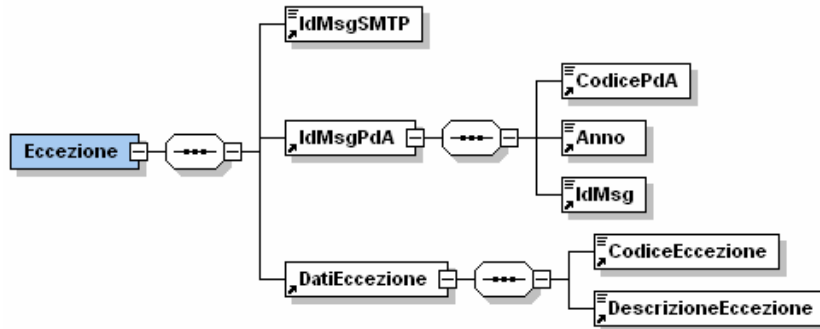 IdMsgSMTP
CodicePdA
Eccezione
IdMsgPdA
Anno
IdMsg
DatiEccezione
CodiceEccezione
DescrizioneEccezione